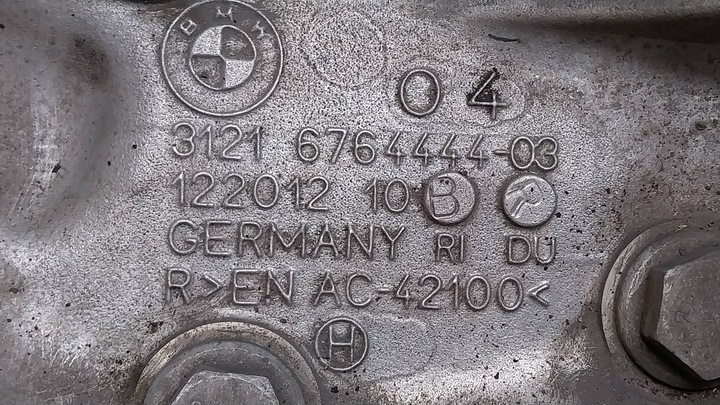 BMW
04
3121 6764444-03
122012 10 B R
GERMANY RI DU
R>EN AC-42100<
H